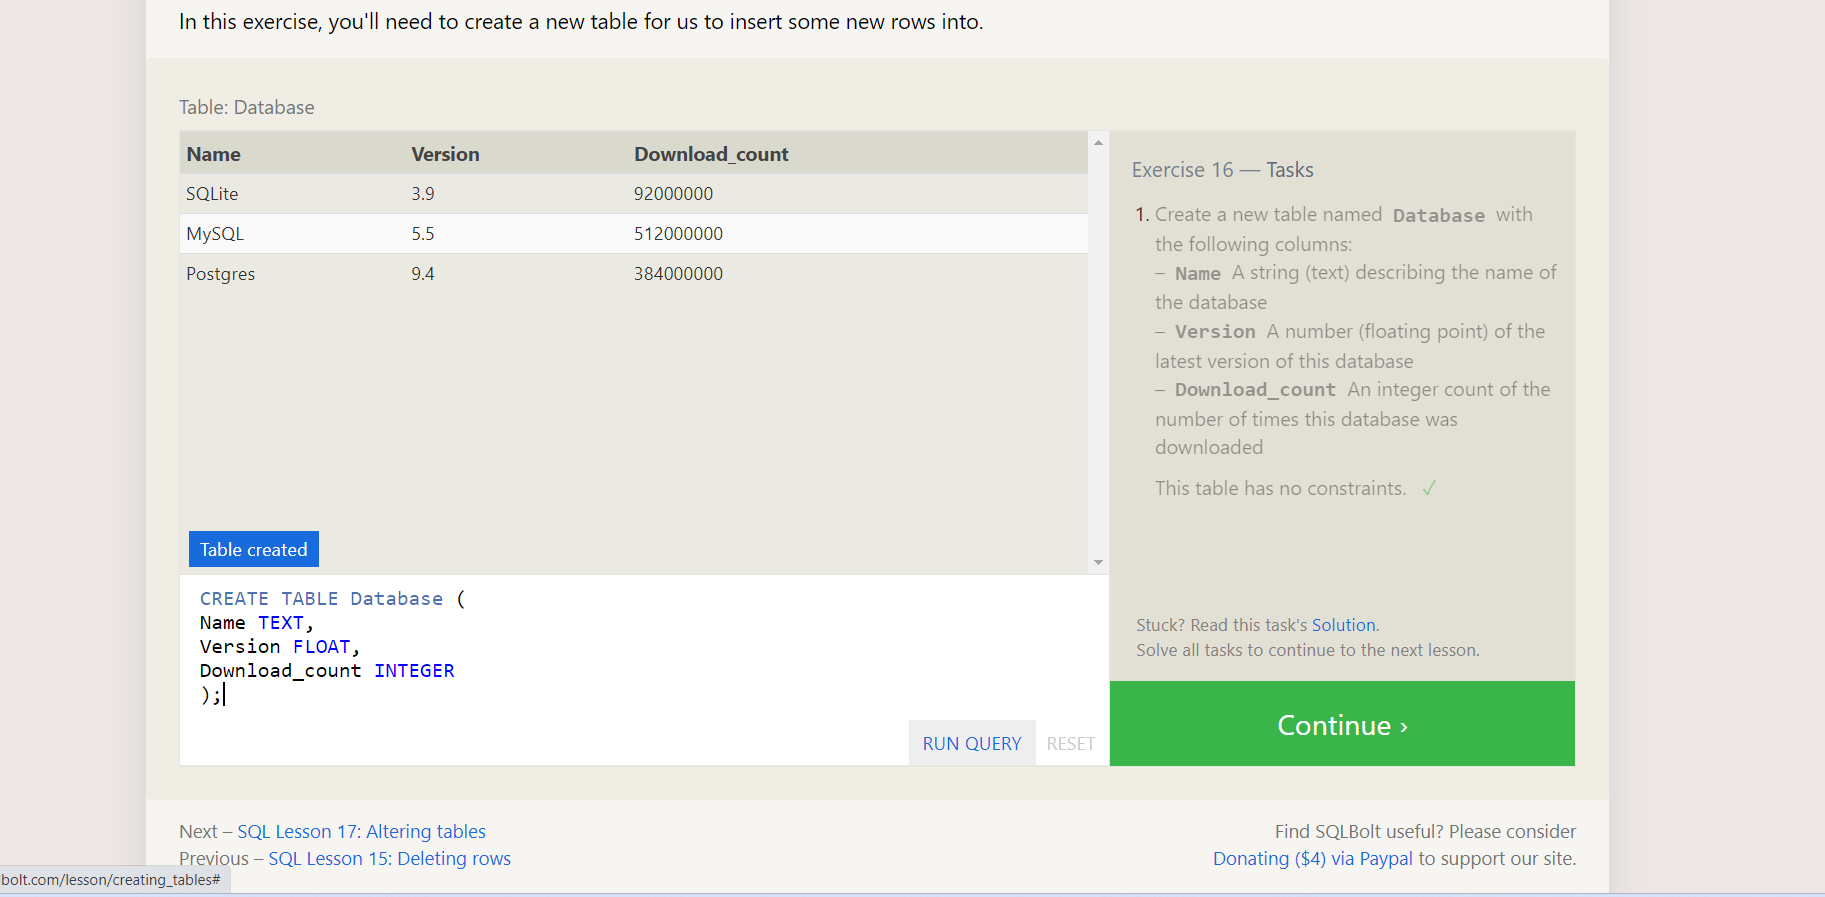 In this exercise, you'll need to create a new table for us to insert some new rows into.
Table: Database
Name Version Download_count
SQLite 3.9 92000000
MySQL 5.5 512000000
Postgres 9.4 384000000
Table created
CREATE TABLE Database (
Name TEXT,
Version FLOAT,
Download_count INTEGER
);
RUN QUERY RESET
Exercise 16 — Tasks
1. Create a new table named Database with
the following columns:
– Name A string (text) describing the name of
the database
– Version A number (floating point) of the
latest version of this database
– Download_count An integer count of the
number of times this database was
downloaded
This table has no constraints. ✓
Stuck? Read this task's Solution.
Solve all tasks to continue to the next lesson.
Continue ›
Next – SQL Lesson 17: Altering tables
Previous – SQL Lesson 15: Deleting rows
Find SQLBolt useful? Please consider
Donating ($4) via Paypal to support our site.
lbolt.com/lesson/creating_tables#